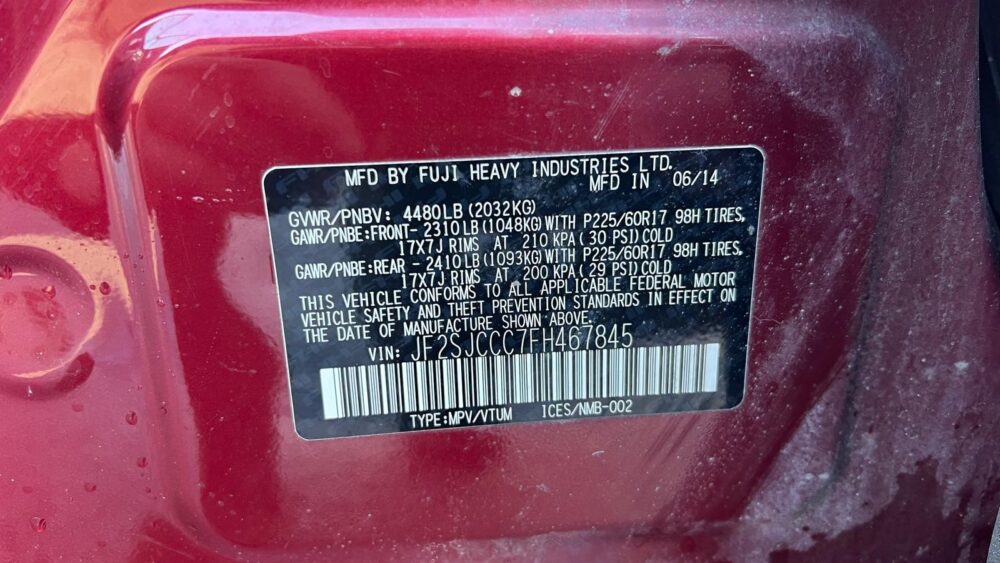 MFD BY FUJI HEAVY INDUSTRIES LTD.
MFD IN 06/14
GVWR/PNBV: 4480LB (2032KG)
GAWR/PNBE:FRONT- 2310LB (1048KG) WITH P225/60R17 98H TIRES,
17X7J RIMS AT 210 KPA (30 PSI) COLD
GAWR/PNBE:REAR - 2410LB (1093KG) WITH P225/60R17 98H TIRES,
17X7J RIMS AT 200 KPA (29 PSI) COLD
THIS VEHICLE CONFORMS TO ALL APPLICABLE FEDERAL MOTOR
VEHICLE SAFETY AND THEFT PREVENTION STANDARDS IN EFFECT ON
THE DATE OF MANUFACTURE SHOWN ABOVE.
VIN: JF2SJCCC7FH467845
TYPE:MPV/VTUM ICES/NMB-002